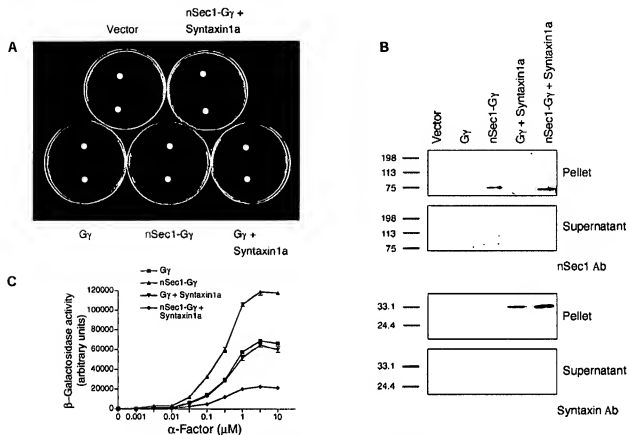 nSec1-Gγ +
Vector Syntaxin1a
A
Gγ nSec1-Gγ Gγ +
Syntaxin1a
B
Vector
Gγ
nSec1-Gγ
Gγ + Syntaxin1a
nSec1-Gγ + Syntaxin1a
198
113
75
Pellet
198
113
75
Supernatant
nSec1 Ab
33.1
24.4
Pellet
33.1
24.4
Supernatant
Syntaxin Ab
C
Gγ
nSec1-Gγ
Gγ + Syntaxin1a
nSec1-Gγ +
Syntaxin1a
β-Galactosidase activity
(arbitrary units)
120000
100000
80000
60000
40000
20000
0
0 0.001 0.01 0.1 1 10
α-Factor (μM)